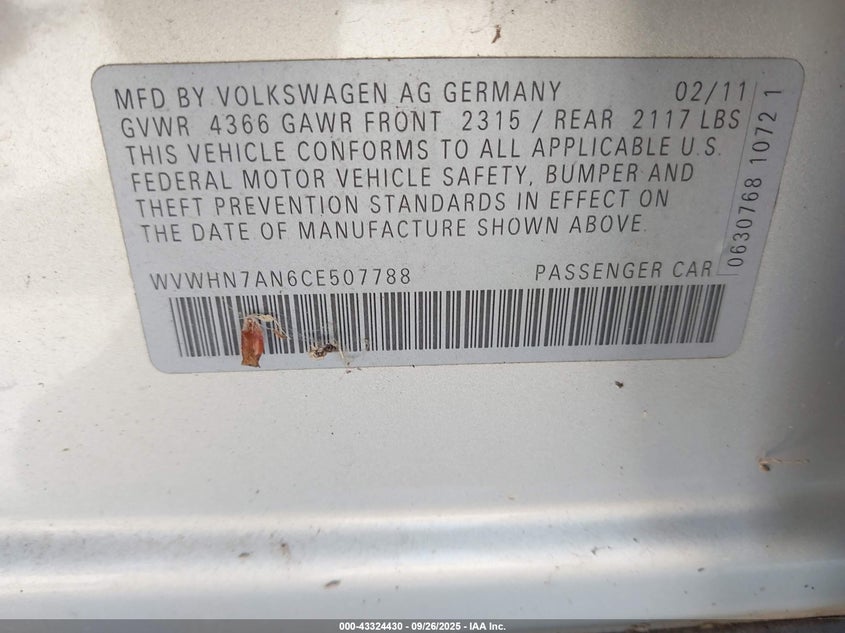 MFD BY VOLKSWAGEN AG GERMANY 02/11
GVWR 4366 GAWR FRONT 2315 / REAR 2117 LBS
THIS VEHICLE CONFORMS TO ALL APPLICABLE U.S.
FEDERAL MOTOR VEHICLE SAFETY, BUMPER AND
THEFT PREVENTION STANDARDS IN EFFECT ON
THE DATE OF MANUFACTURE SHOWN ABOVE.
WVWHN7AN6CE507788 PASSENGER CAR
0630768 1072 1
000-43324430 - 09/26/2025 - IAA Inc.